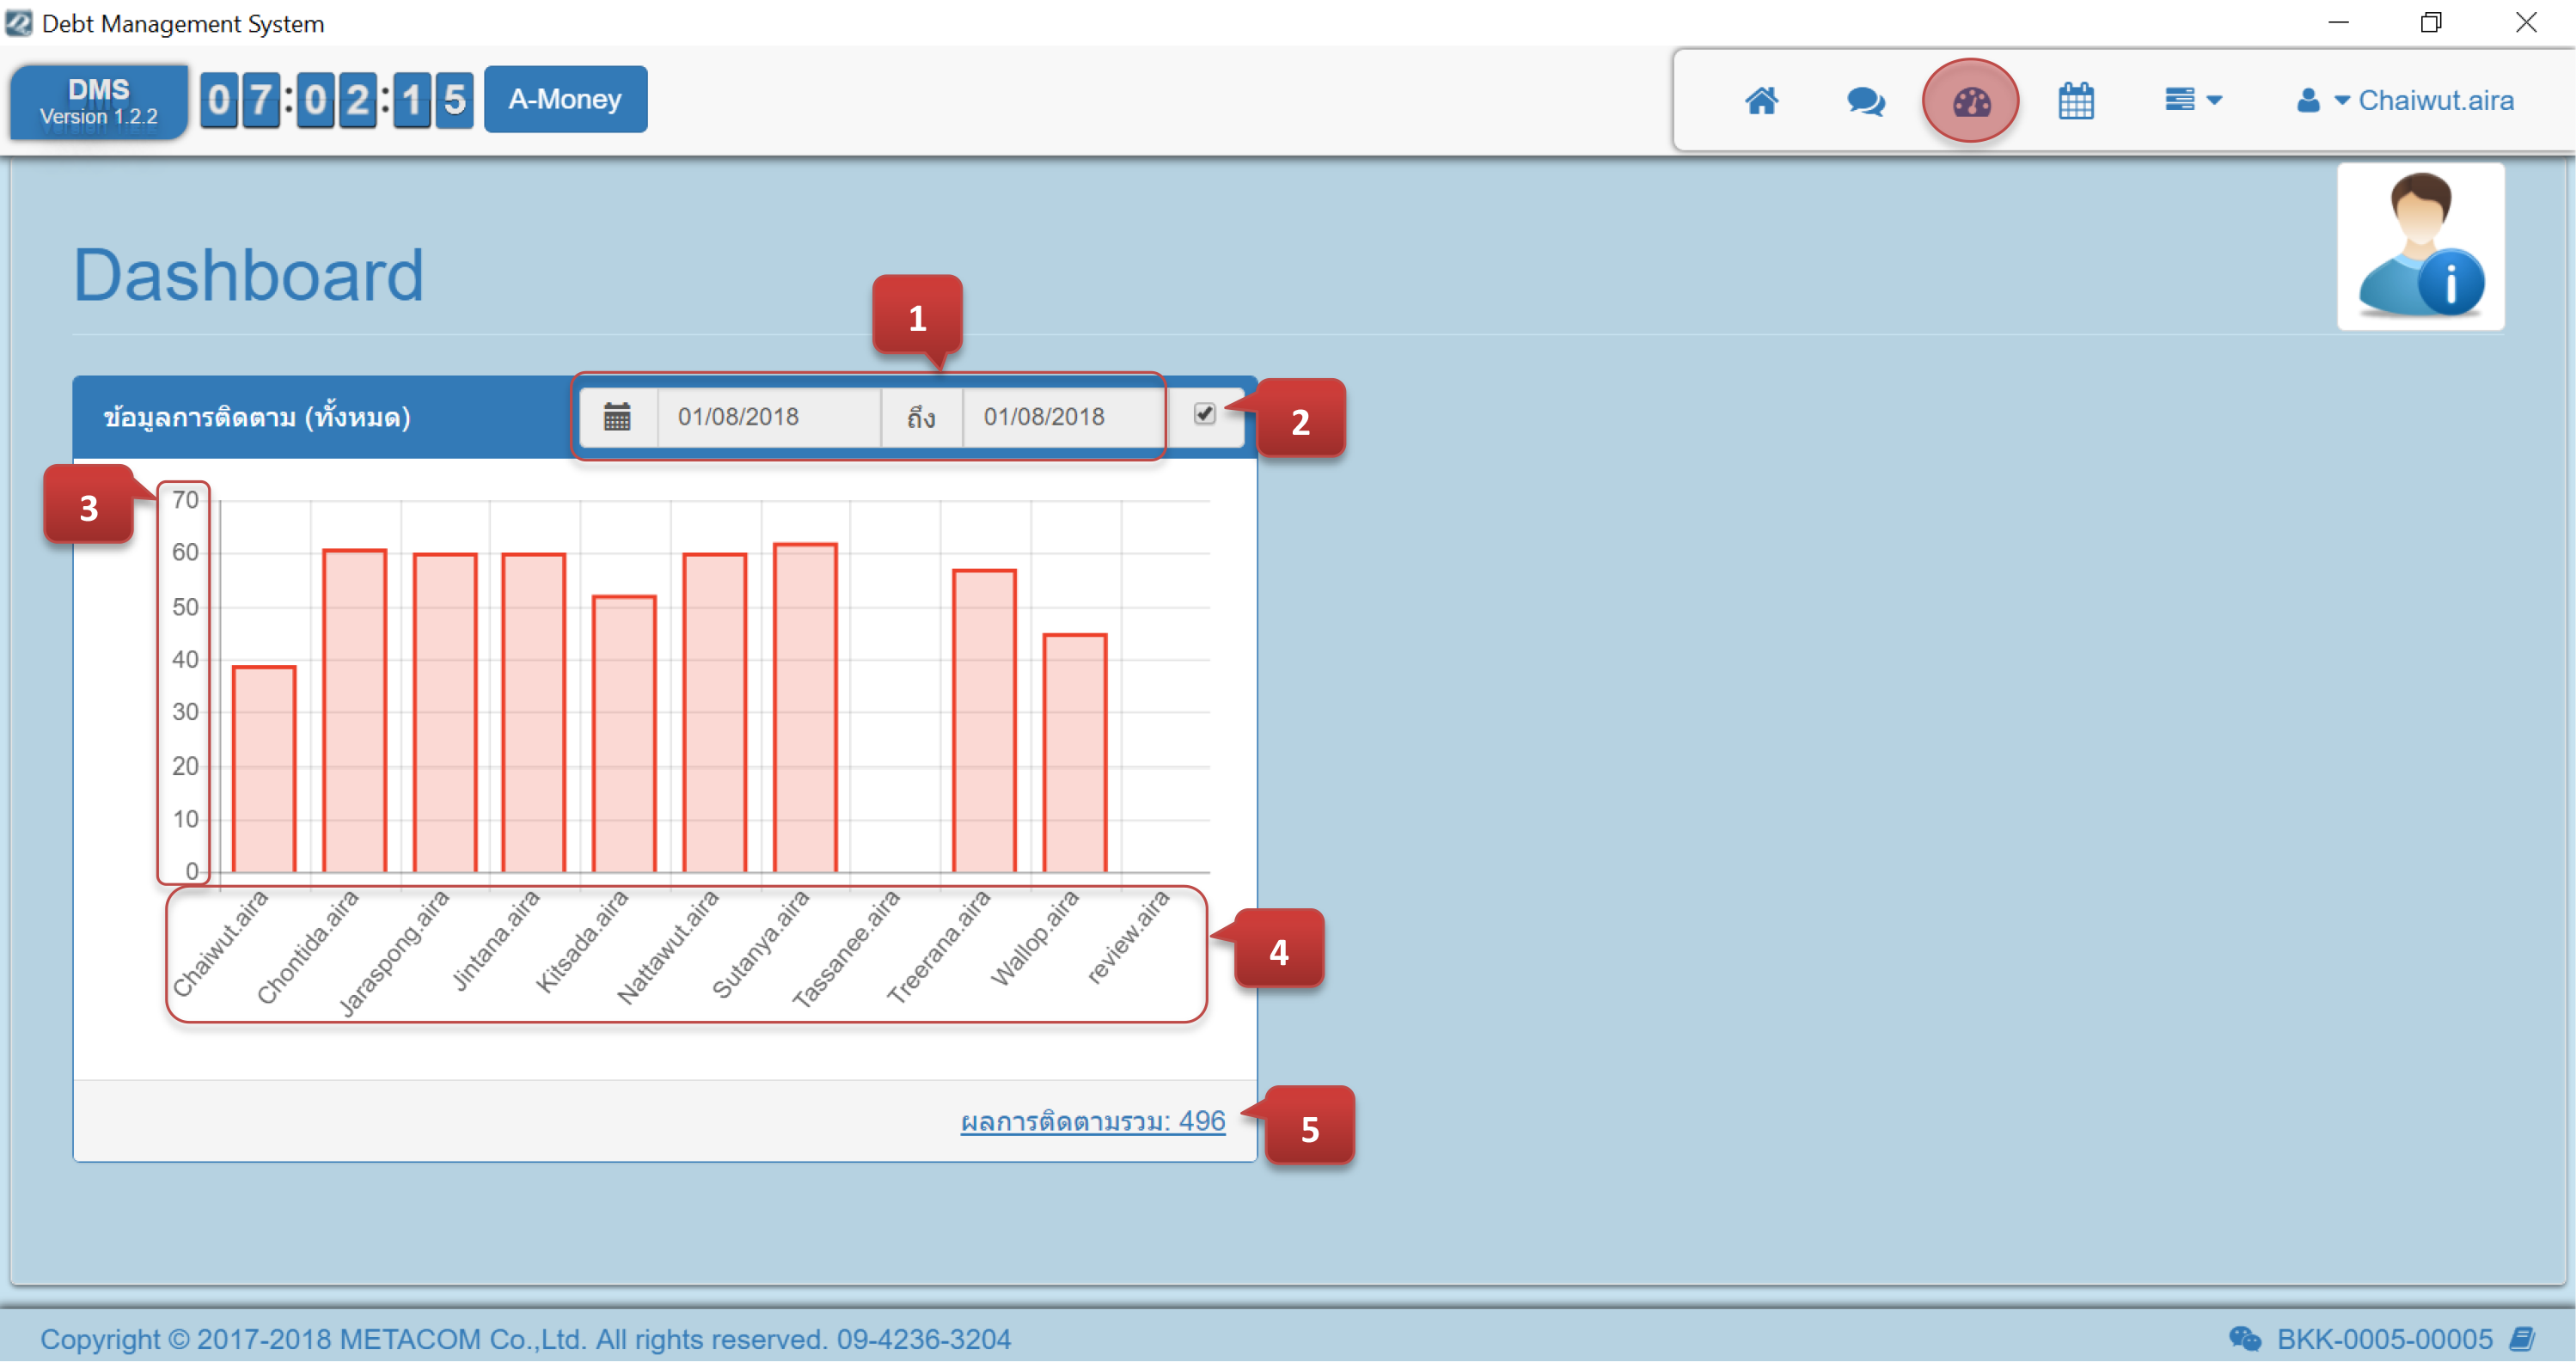 Debt Management System
DMS
Version 1.2.2
07:02:15
A-Money
Chaiwut.aira
Dashboard
1
ข้อมูลการติดตาม (ทั้งหมด)
01/08/2018 ถึง 01/08/2018
2
3
70
60
50
40
30
20
10
0
Chaiwut.aira
Chontida.aira
Jaraspong.aira
Jintana.aira
Kitsada.aira
Nattawut.aira
Sutanya.aira
Tassanee.aira
Treerana.aira
Wallop.aira
review.aira
4
ผลการติดตามรวม: 496
5
Copyright © 2017-2018 METACOM Co.,Ltd. All rights reserved. 09-4236-3204
BKK-0005-00005